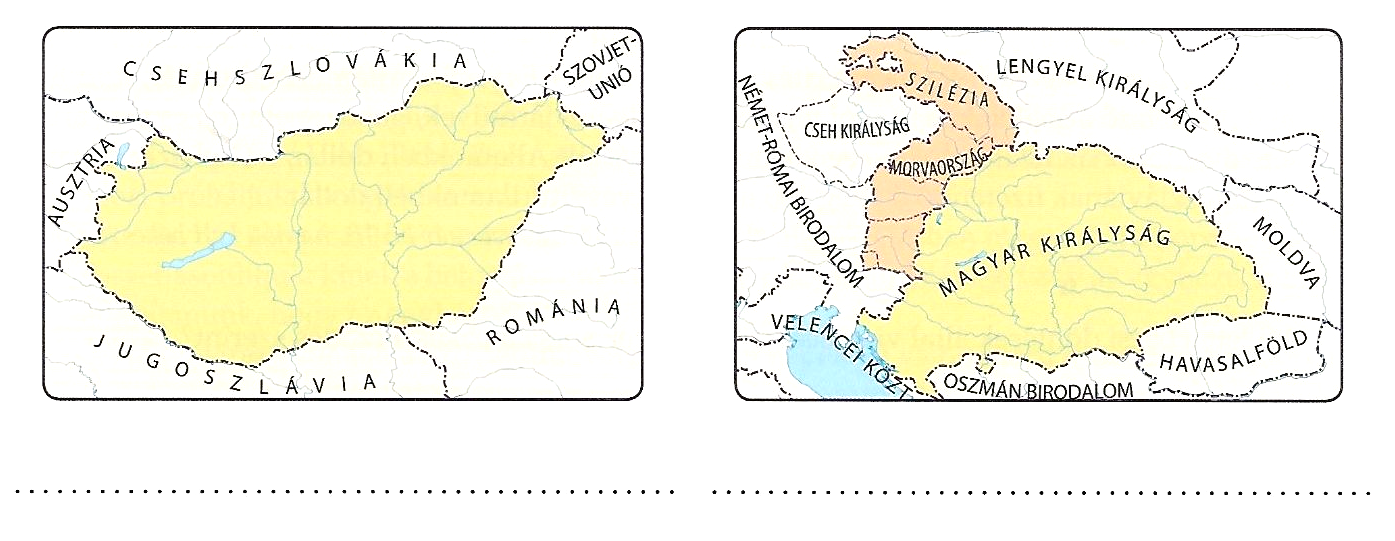 CSEHSZLOVÁKIA
SZOVJET-
UNIÓ
AUSZTRIA
ROMÁNIA
JUGOSZLÁVIA
NÉMET-RÓMAI BIRODALOM
SZILÉZIA
LENGYEL KIRÁLYSÁG
CSEH KIRÁLYSÁG
MORVAORSZÁG
MAGYAR KIRÁLYSÁG
MOLDVA
VELENCEI KÖZT.
HAVASALFÖLD
OSZMÁN BIRODALOM